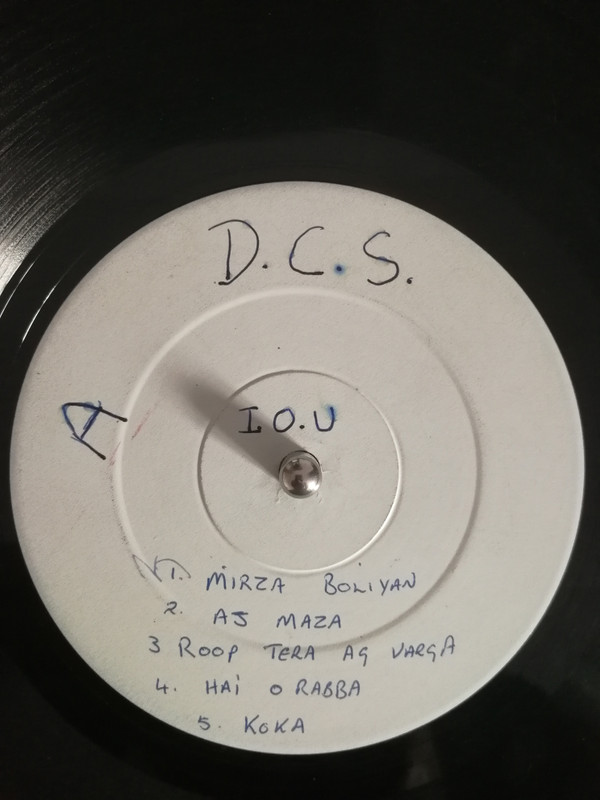 D.C.S.
A
I.O.U
1. MIRZA BOLIYAN
2. AJ MAZA
3 ROOP TERA AG VARGA
4. HAI O RABBA
5. KOKA